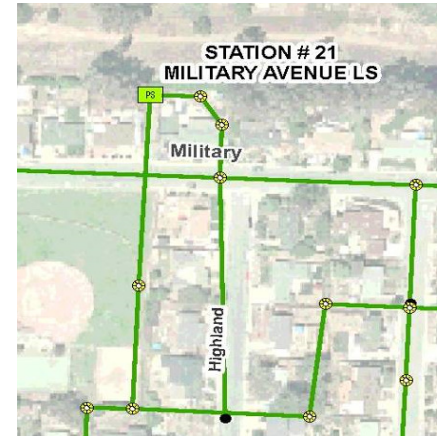 STATION # 21
MILITARY AVENUE LS
PS
Military
Highland